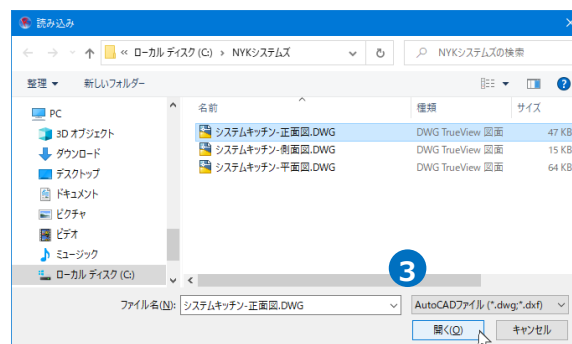 読み込み
« ローカル ディスク (C:) › NYKシステムズ
NYKシステムズの検索
整理 新しいフォルダー
名前 種類 サイズ
PC
3D オブジェクト
ダウンロード
デスクトップ
ドキュメント
ピクチャ
ビデオ
ミュージック
ローカル ディスク (C:)
システムキッチン-正面図.DWG DWG TrueView 図面 47 KB
システムキッチン-側面図.DWG DWG TrueView 図面 15 KB
システムキッチン-平面図.DWG DWG TrueView 図面 64 KB
3
ファイル名(N): システムキッチン-正面図.DWG AutoCADファイル (*.dwg;*.dxf)
開く(O) キャンセル